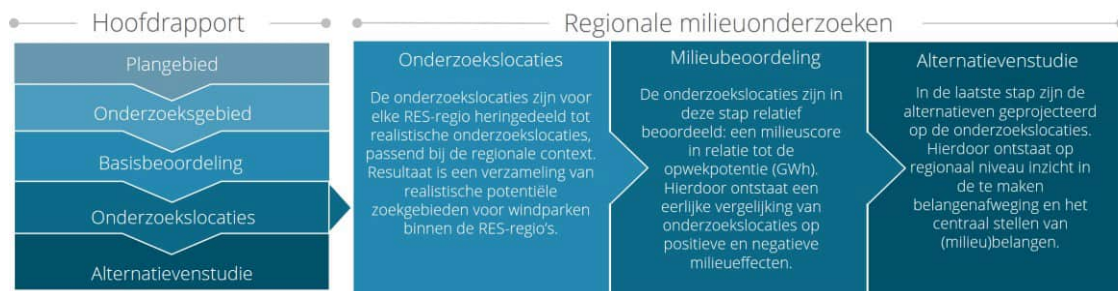 Hoofdrapport
Plangebied
Onderzoeksgebied
Basisbeoordeling
Onderzoekslocaties
Alternatievenstudie
Regionale milieuonderzoeken
Onderzoekslocaties
De onderzoekslocaties zijn voor
elke RES-regio heringedeeld tot
realistische onderzoekslocaties,
passend bij de regionale context.
Resultaat is een verzameling van
realistische potentiële
zoekgebieden voor windparken
binnen de RES-regio's.
Milieubeoordeling
De onderzoekslocaties zijn in
deze stap relatief
beoordeeld: een milieuscore
in relatie tot de
opwekpotentie (GWh).
Hierdoor ontstaat een
eerlijke vergelijking van
onderzoekslocaties op
positieve en negatieve
milieueffecten.
Alternatievenstudie
In de laatste stap zijn de
alternatieven geprojecteerd
op de onderzoekslocaties.
Hierdoor ontstaat op
regionaal niveau inzicht in
de te maken
belangenafweging en het
centraal stellen van
(milieu)belangen.